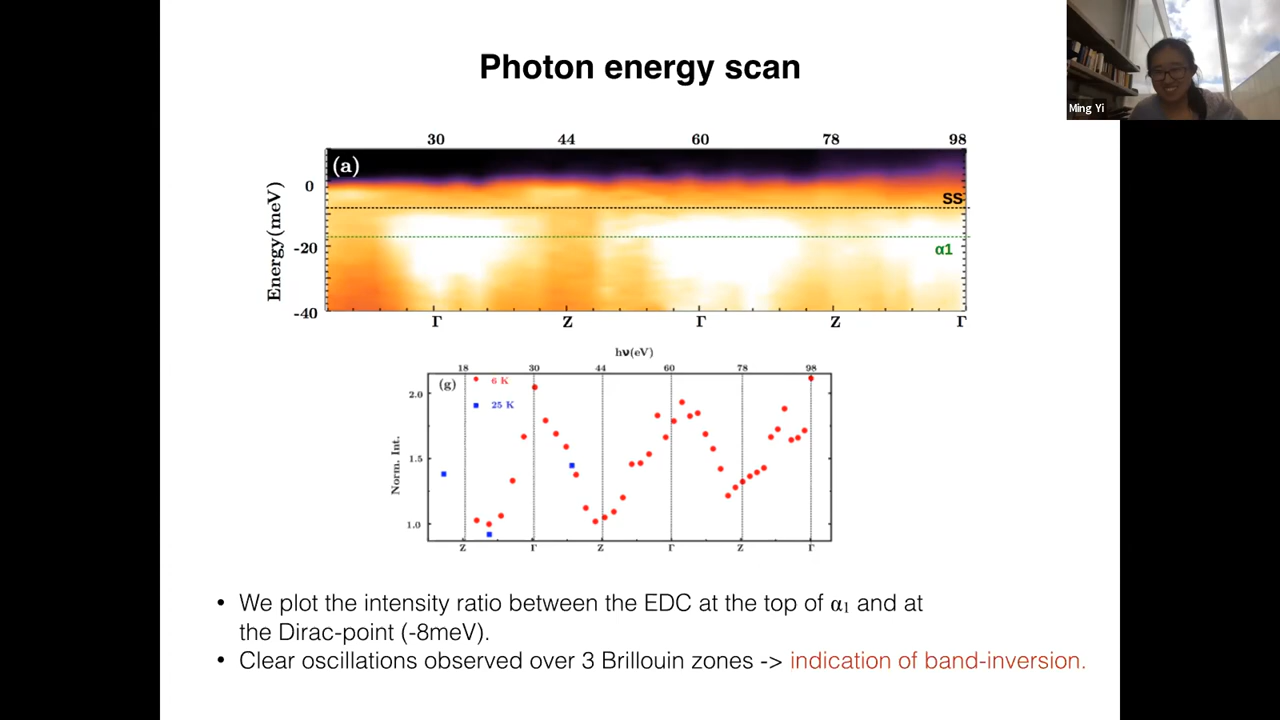 Photon energy scan
Ming Yi
30 44 60 78 98
(a)
0
SS
-20
α1
-40
Energy(meV)
Γ Z Γ Z Γ
hν(eV)
18 30 44 60 78 98
(g)
6 K
25 K
2.0
1.5
1.0
Norm. Int.
Z Γ Z Γ Z Γ
• We plot the intensity ratio between the EDC at the top of α₁ and at
the Dirac-point (-8meV).
• Clear oscillations observed over 3 Brillouin zones -> indication of band-inversion.